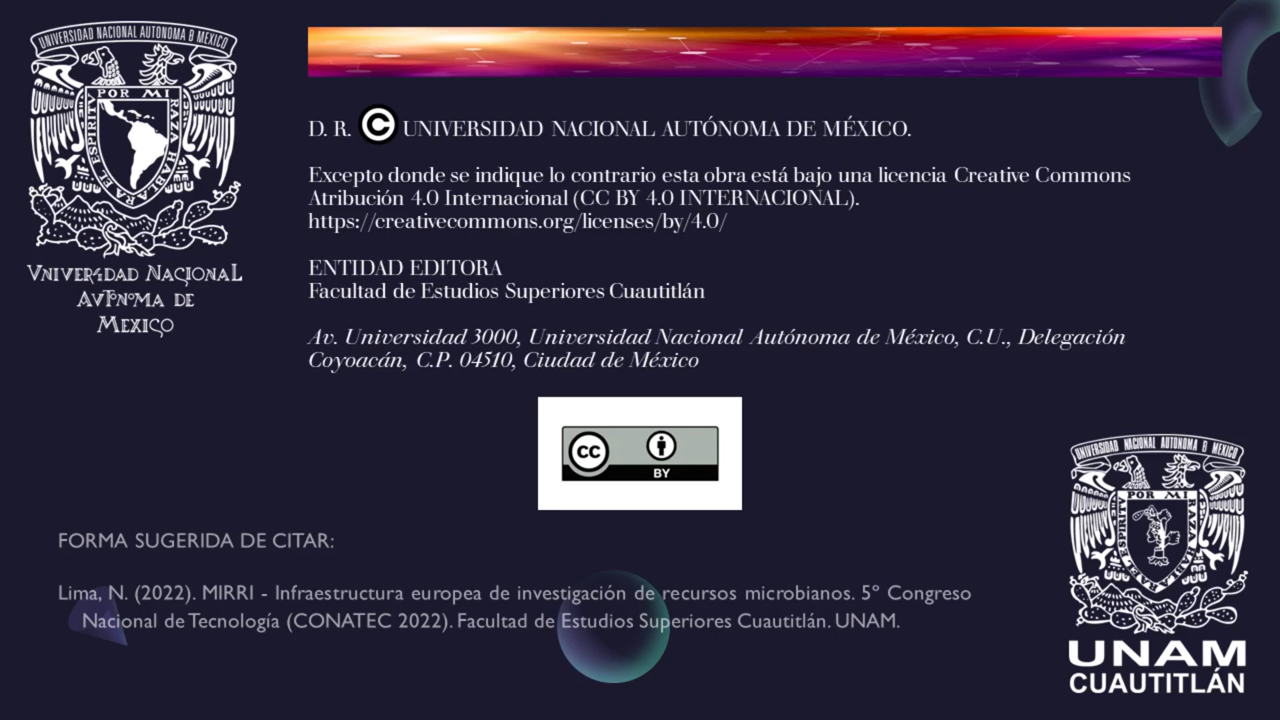 UNIVERSIDAD NACIONAL AUTONOMA DE MEXICO
POR MI RAZA HABLARA EL ESPIRITU
VNIVERSIDAD NACIONAL
AVTONOMA DE
MEXICO
D. R. © UNIVERSIDAD NACIONAL AUTÓNOMA DE MÉXICO.
Excepto donde se indique lo contrario esta obra está bajo una licencia Creative Commons
Atribución 4.0 Internacional (CC BY 4.0 INTERNACIONAL).
https://creativecommons.org/licenses/by/4.0/
ENTIDAD EDITORA
Facultad de Estudios Superiores Cuautitlán
Av. Universidad 3000, Universidad Nacional Autónoma de México, C.U., Delegación
Coyoacán, C.P. 04510, Ciudad de México
CC
BY
FORMA SUGERIDA DE CITAR:
Lima, N. (2022). MIRRI - Infraestructura europea de investigación de recursos microbianos. 5º Congreso
Nacional de Tecnología (CONATEC 2022). Facultad de Estudios Superiores Cuautitlán. UNAM.
UNIVERSIDAD NACIONAL AUTONOMA DE MEXICO
POR MI RAZA HABLARA EL ESPIRITU
UNAM
CUAUTITLÁN